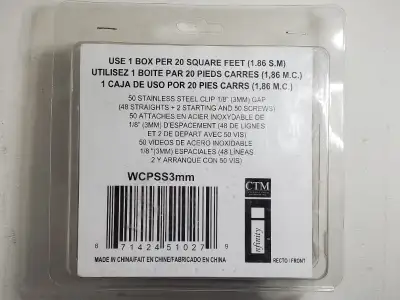 USE 1 BOX PER 20 SQUARE FEET (1.86 S.M)
UTILISEZ 1 BOITE PAR 20 PIEDS CARRES (1,86 M.C.)
1 CAJA DE USO POR 20 PIES CARRS (1,86 M.C.)
50 STAINLESS STEEL CLIP 1/8" (3MM) GAP
(48 STRAIGHTS + 2 STARTING AND 50 SCREWS)
50 ATTACHES EN ACIER INOXYDABLE DE
1/8" (3MM) D'ESPACEMENT (48 DE LIGNES
ET 2 DE DEPART AVEC 50 VIS)
50 VIDEOS DE ACERO INOXIDABLE
1/8 "(3MM) ESPACIALES (48 LÍNEAS
2 Y ARRANQUE CON 50 VIS)
WCPSS3mm
CTM
infinity
6 71424 51027 9
MADE IN CHINA/FAIT EN CHINE/FABRICADO EN CHINA
RECTO / FRONT